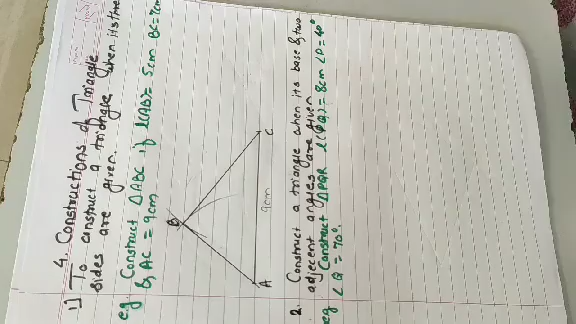 4. Constructions of Triangle
1) To construct a triangle when its three
sides are given.
eg Construct △ABC if l(AB)= 5cm BC=7cm
& AC = 9cm
B
A
9cm
C
2. Construct a triangle when its base & two
adjecent angles are given
eg Construct △PQR l(PQ)= 8cm ∠P=40°
∠Q = 70°.